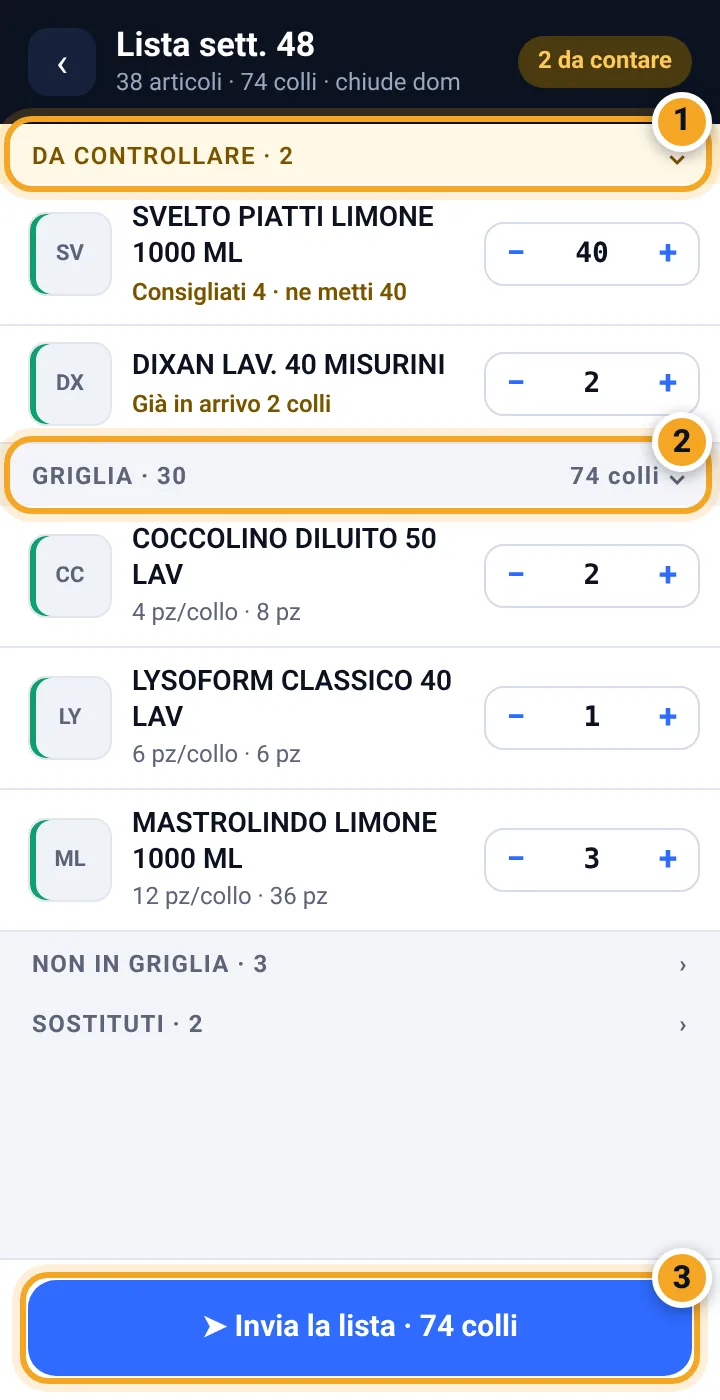 ‹
Lista sett. 48
38 articoli · 74 colli · chiude dom
2 da contare
1
DA CONTROLLARE · 2
SV
SVELTO PIATTI LIMONE
1000 ML
Consigliati 4 · ne metti 40
− 40 +
DX
DIXAN LAV. 40 MISURINI
Già in arrivo 2 colli
− 2 +
2
GRIGLIA · 30
74 colli
CC
COCCOLINO DILUITO 50
LAV
4 pz/collo · 8 pz
− 2 +
LY
LYSOFORM CLASSICO 40
LAV
6 pz/collo · 6 pz
− 1 +
ML
MASTROLINDO LIMONE
1000 ML
12 pz/collo · 36 pz
− 3 +
NON IN GRIGLIA · 3 ›
SOSTITUTI · 2 ›
3
➤ Invia la lista · 74 colli